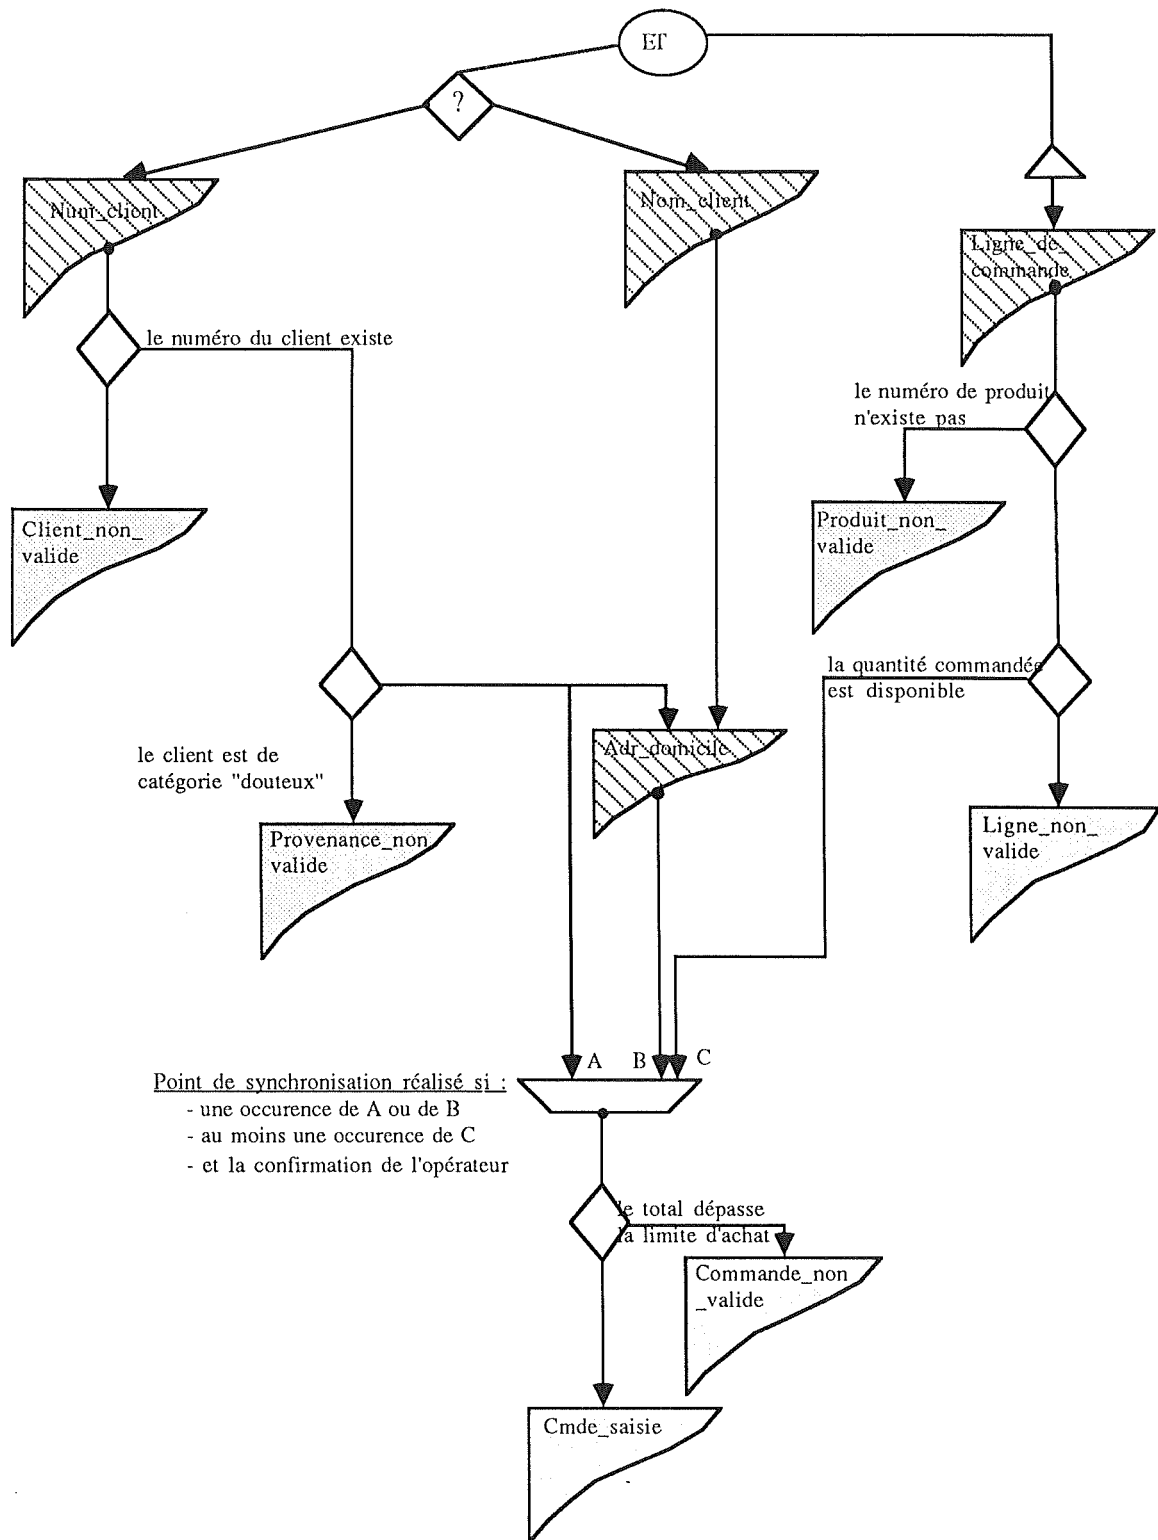 ET
?
Num_client
Nom_client
Ligne_de_
commande
le numéro du client existe
le numéro de produit
n'existe pas
Client_non_
valide
Produit_non_
valide
la quantité commandée
est disponible
le client est de
catégorie "douteux"
Adr_domicile
Provenance_non
valide
Ligne_non_
valide
A B C
Point de synchronisation réalisé si :
- une occurence de A ou de B
- au moins une occurence de C
- et la confirmation de l'opérateur
le total dépasse
la limite d'achat
Commande_non
_valide
Cmde_saisie